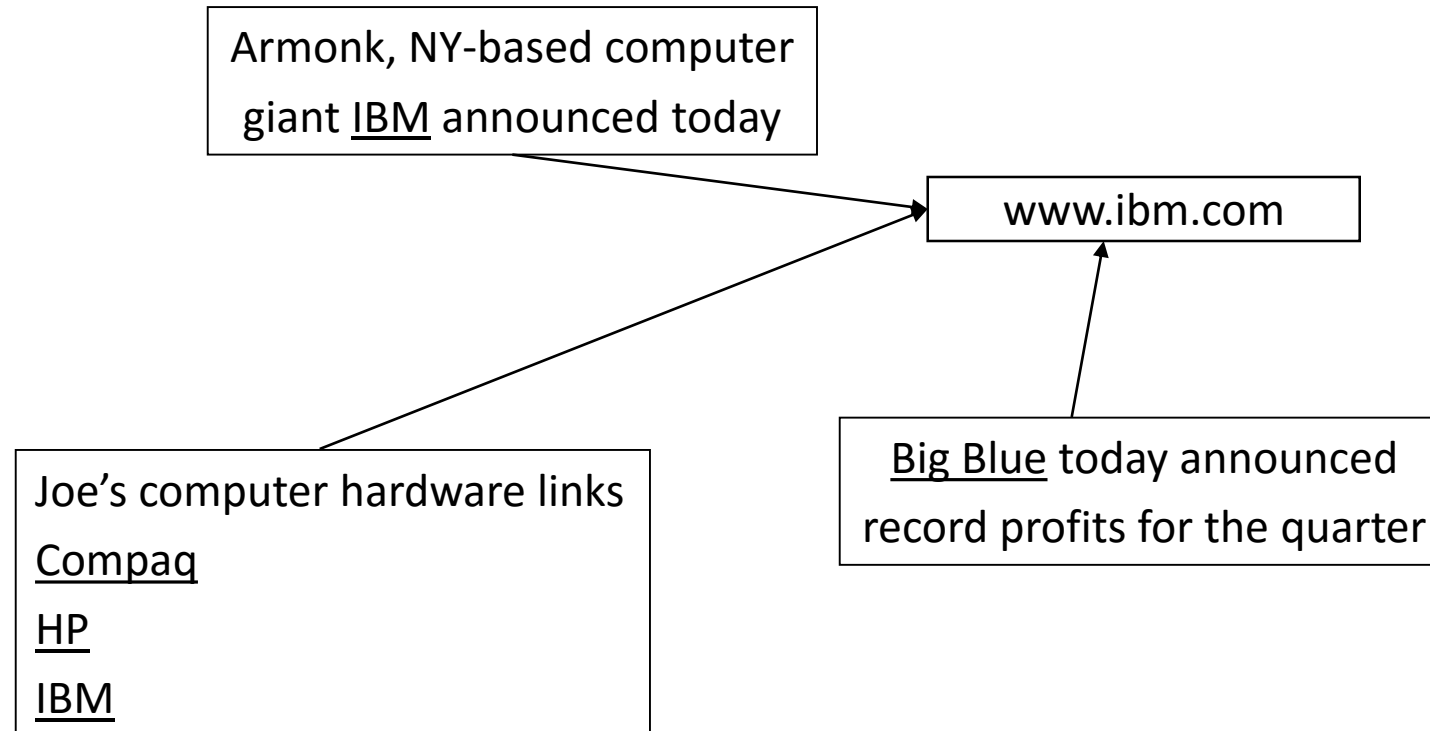 Armonk, NY-based computer
giant IBM announced today
www.ibm.com
Joe’s computer hardware links
Compaq
HP
IBM
Big Blue today announced
record profits for the quarter